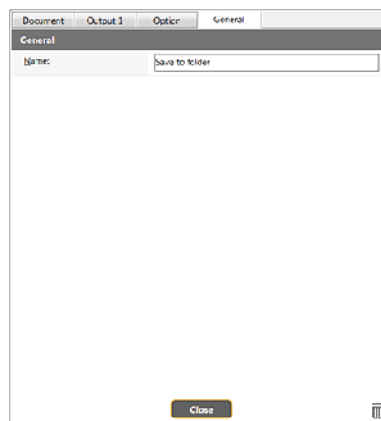 Document Output 1 Option General
General
Name: Save to folder
Close